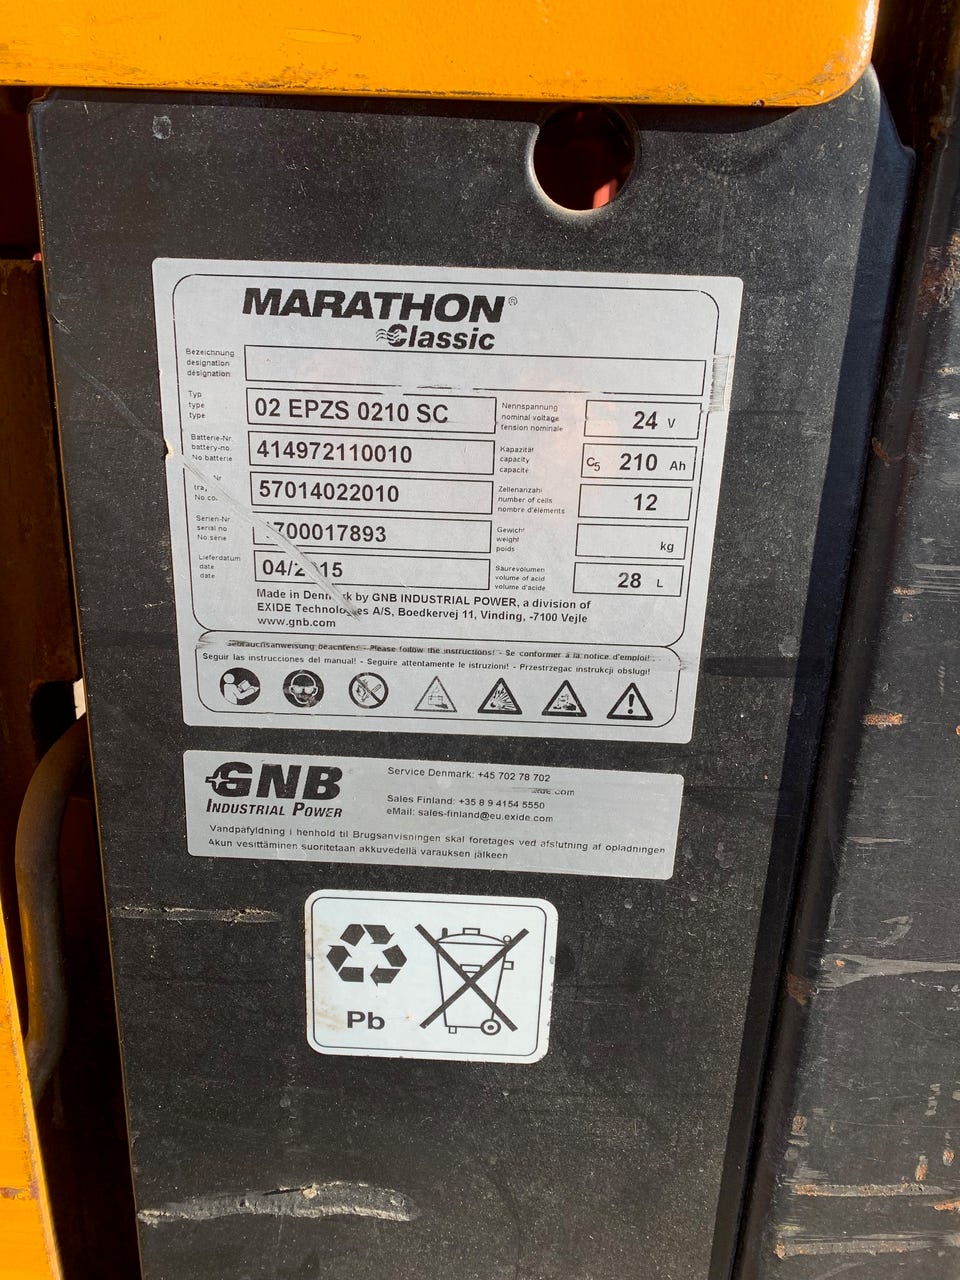 MARATHON®
Classic
Bezeichnung
designation
désignation
Typ
type
type
02 EPZS 0210 SC
Nennspannung
nominal voltage
tension nominale
24 V
Batterie-Nr.
battery-no.
No.batterie
414972110010
Kapazität
capacity
capacité
C5 210 Ah
Nr
No.co.
57014022010
Zellenanzahl
number of cells
nombre d'éléments
12
Serien-Nr.
serial no
No.série
700017893
Gewicht
weight
poids
kg
Lieferdatum
date
date
04/2 15
Säurevolumen
volume of acid
volume d'acide
28 L
Made in by GNB INDUSTRIAL POWER, a division of
EXIDE A/S, Boedkervej 11, Vinding, -7100 Vejle
www.gnb.com
Gebrauchsanweisung beachten! - Please follow the instructions! - Se conformer à la notice d'emploi!
Seguir las instrucciones del manual! - Seguire attentamente le istruzioni! - Przestrzegac instrukcji obslugi!
GNB
INDUSTRIAL POWER
Service Denmark: +45 702 78 702
.com
Sales Finland: +35 8 9 4154 5550
eMail: sales-finland@eu.exide.com
Vandpåfyldning i henhold til Brugsanvisningen skal foretages ved afslutning af opladningen
Akun vesittäminen suoritetaan akkuvedellä varauksen jälkeen
Pb